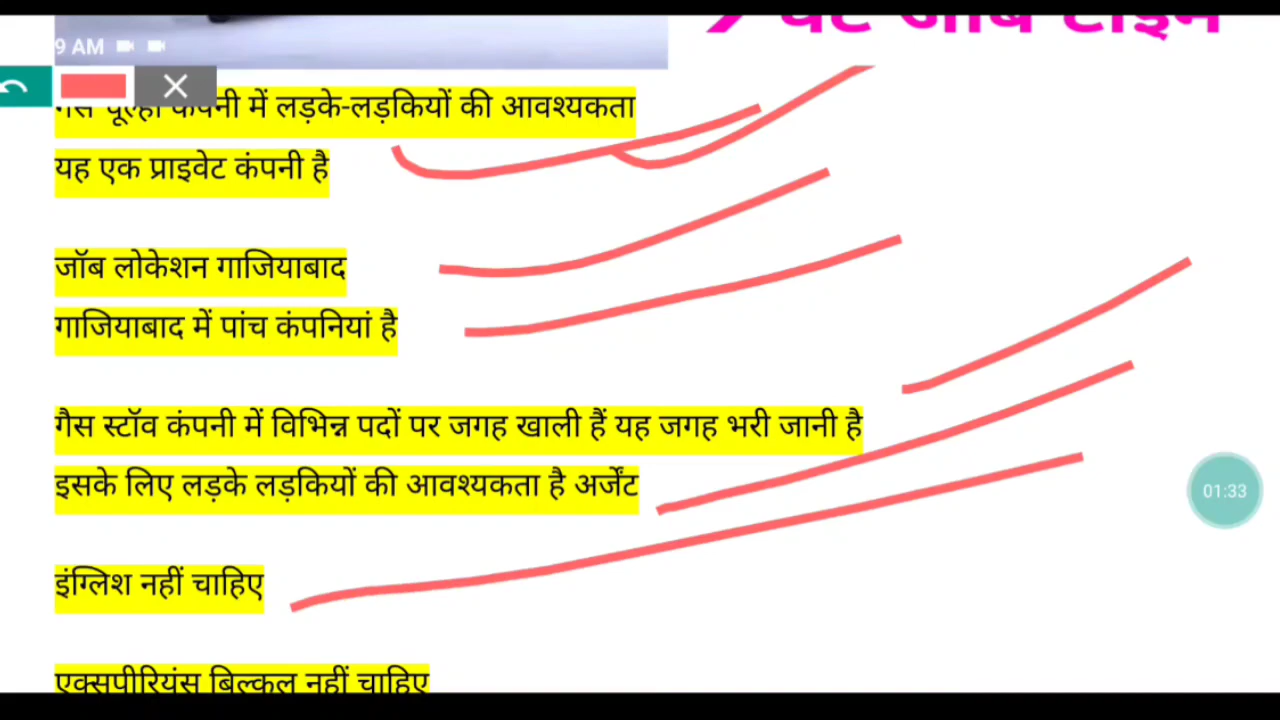 जॉब टाइम
9 AM
गैस चूल्हा कंपनी में लड़के-लड़कियों की आवश्यकता
यह एक प्राइवेट कंपनी है
जॉब लोकेशन गाजियाबाद
गाजियाबाद में पांच कंपनियां है
गैस स्टॉव कंपनी में विभिन्न पदों पर जगह खाली हैं यह जगह भरी जानी है
इसके लिए लड़के लड़कियों की आवश्यकता है अर्जेंट
01:33
इंग्लिश नहीं चाहिए
एक्सपीरियंस बिल्कुल नहीं चाहिए